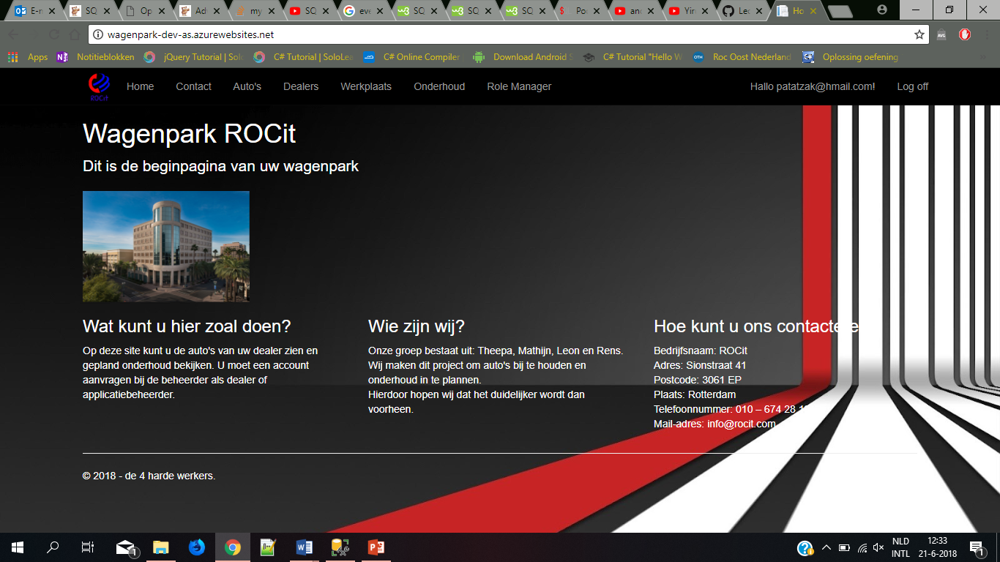 E-n SQ Op SQ Ad my SQ eve SQ SQ SQ Po anc Yin Leo Ho
wagenpark-dev-as.azurewebsites.net
Apps Notitieblokken jQuery Tutorial | Solo C# Tutorial | SoloLea C# Online Compiler Download Android S C# Tutorial "Hello W Roc Oost Nederland Oplossing oefening
ROCit Home Contact Auto's Dealers Werkplaats Onderhoud Role Manager Hallo patatzak@hmail.com! Log off
Wagenpark ROCit
Dit is de beginpagina van uw wagenpark
Wat kunt u hier zoal doen?
Op deze site kunt u de auto's van uw dealer zien en
gepland onderhoud bekijken. U moet een account
aanvragen bij de beheerder als dealer of
applicatiebeheerder.
Wie zijn wij?
Onze groep bestaat uit: Theepa, Mathijn, Leon en Rens.
Wij maken dit project om auto's bij te houden en
onderhoud in te plannen.
Hierdoor hopen wij dat het duidelijker wordt dan
voorheen.
Hoe kunt u ons
Bedrijfsnaam: ROCit
Adres: Sionstraat 41
Postcode: 3061 EP
Plaats: Rotterdam
Telefoonnummer: 010 – 674 28
Mail-adres: info@rocit.com
© 2018 - de 4 harde werkers.
NLD 12:33
INTL 21-6-2018